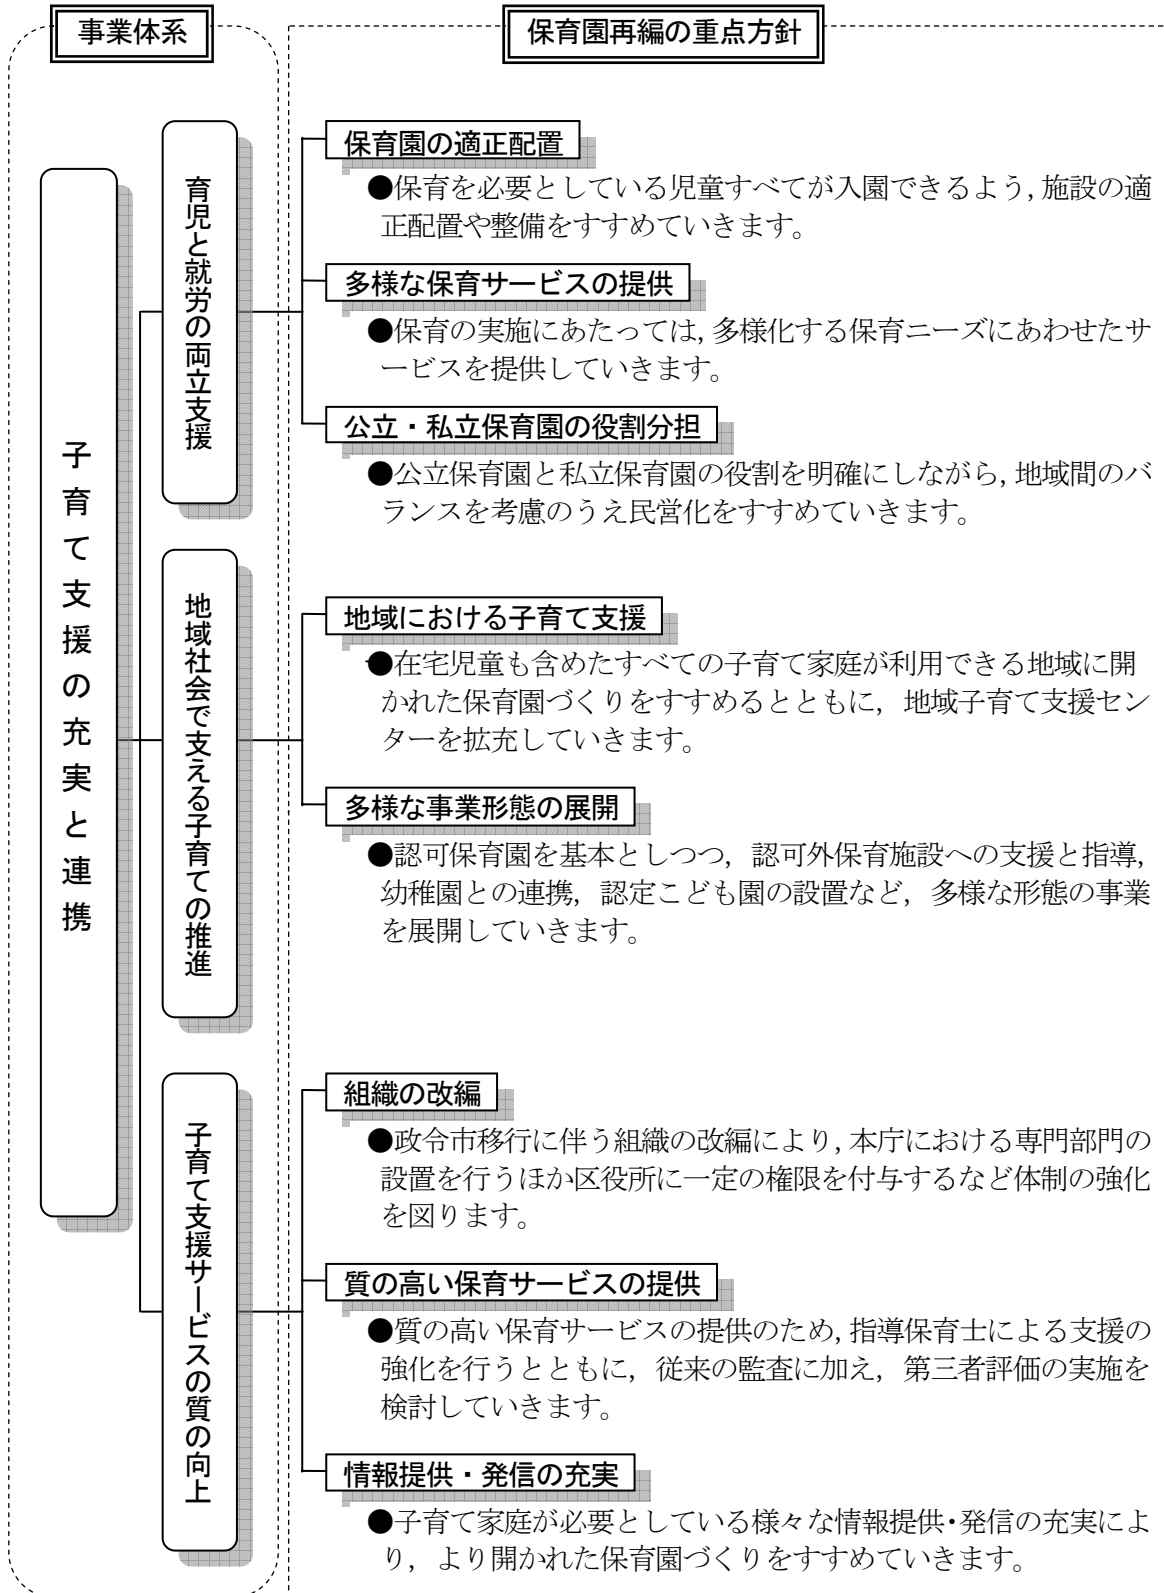 事業体系
保育園再編の重点方針
子育て支援の充実と連携
育児と就労の両立支援
保育園の適正配置
●保育を必要としている児童すべてが入園できるよう,施設の適
正配置や整備をすすめていきます。
多様な保育サービスの提供
●保育の実施にあたっては,多様化する保育ニーズにあわせたサ
ービスを提供していきます。
公立・私立保育園の役割分担
●公立保育園と私立保育園の役割を明確にしながら,地域間のバ
ランスを考慮のうえ民営化をすすめていきます。
地域社会で支える子育ての推進
地域における子育て支援
●在宅児童も含めたすべての子育て家庭が利用できる地域に開
かれた保育園づくりをすすめるとともに，地域子育て支援セン
ターを拡充していきます。
多様な事業形態の展開
●認可保育園を基本としつつ，認可外保育施設への支援と指導,
幼稚園との連携，認定こども園の設置など，多様な形態の事業
を展開していきます。
子育て支援サービスの質の向上
組織の改編
●政令市移行に伴う組織の改編により,本庁における専門部門の
設置を行うほか区役所に一定の権限を付与するなど体制の強化
を図ります。
質の高い保育サービスの提供
●質の高い保育サービスの提供のため,指導保育士による支援の
強化を行うとともに，従来の監査に加え，第三者評価の実施を
検討していきます。
情報提供・発信の充実
●子育て家庭が必要としている様々な情報提供・発信の充実によ
り，より開かれた保育園づくりをすすめていきます。